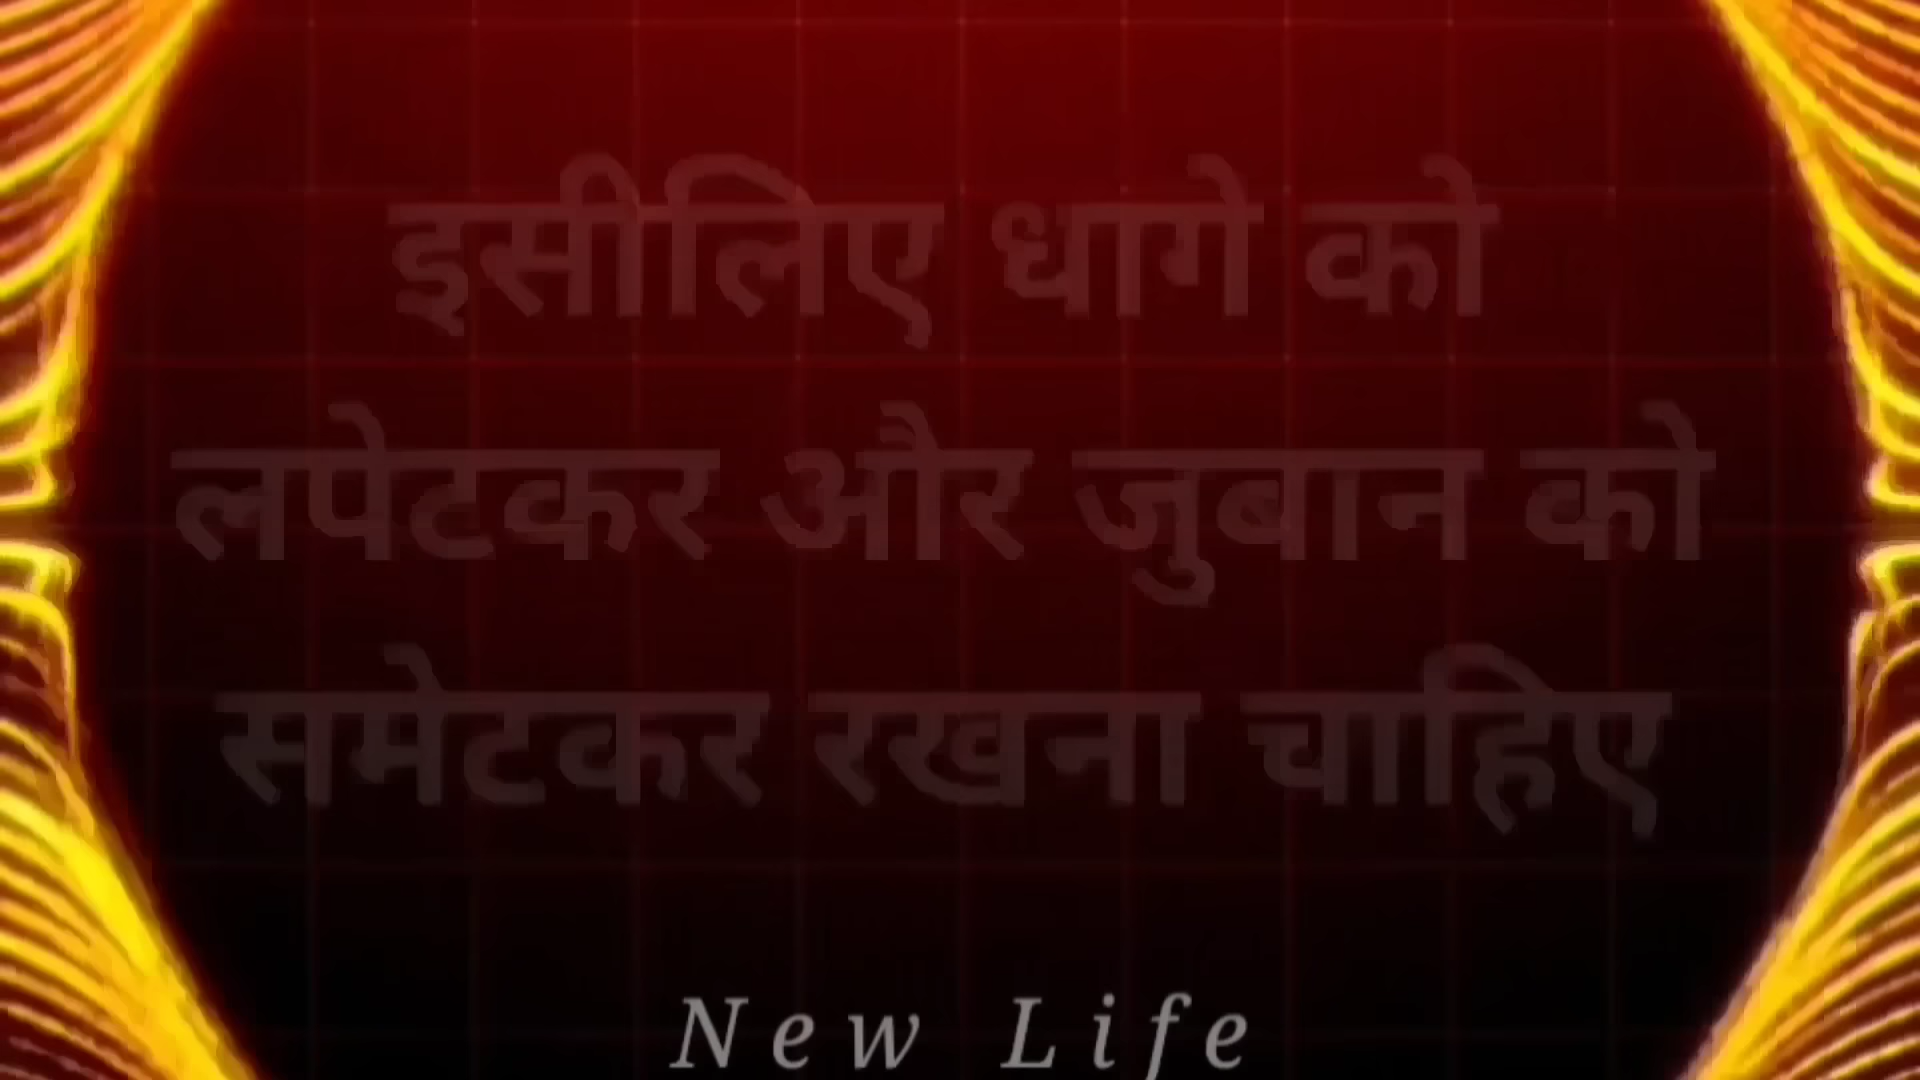 इसीलिए धागे को
लपेटकर और जुबान को
समेटकर रखना चाहिए
New Life